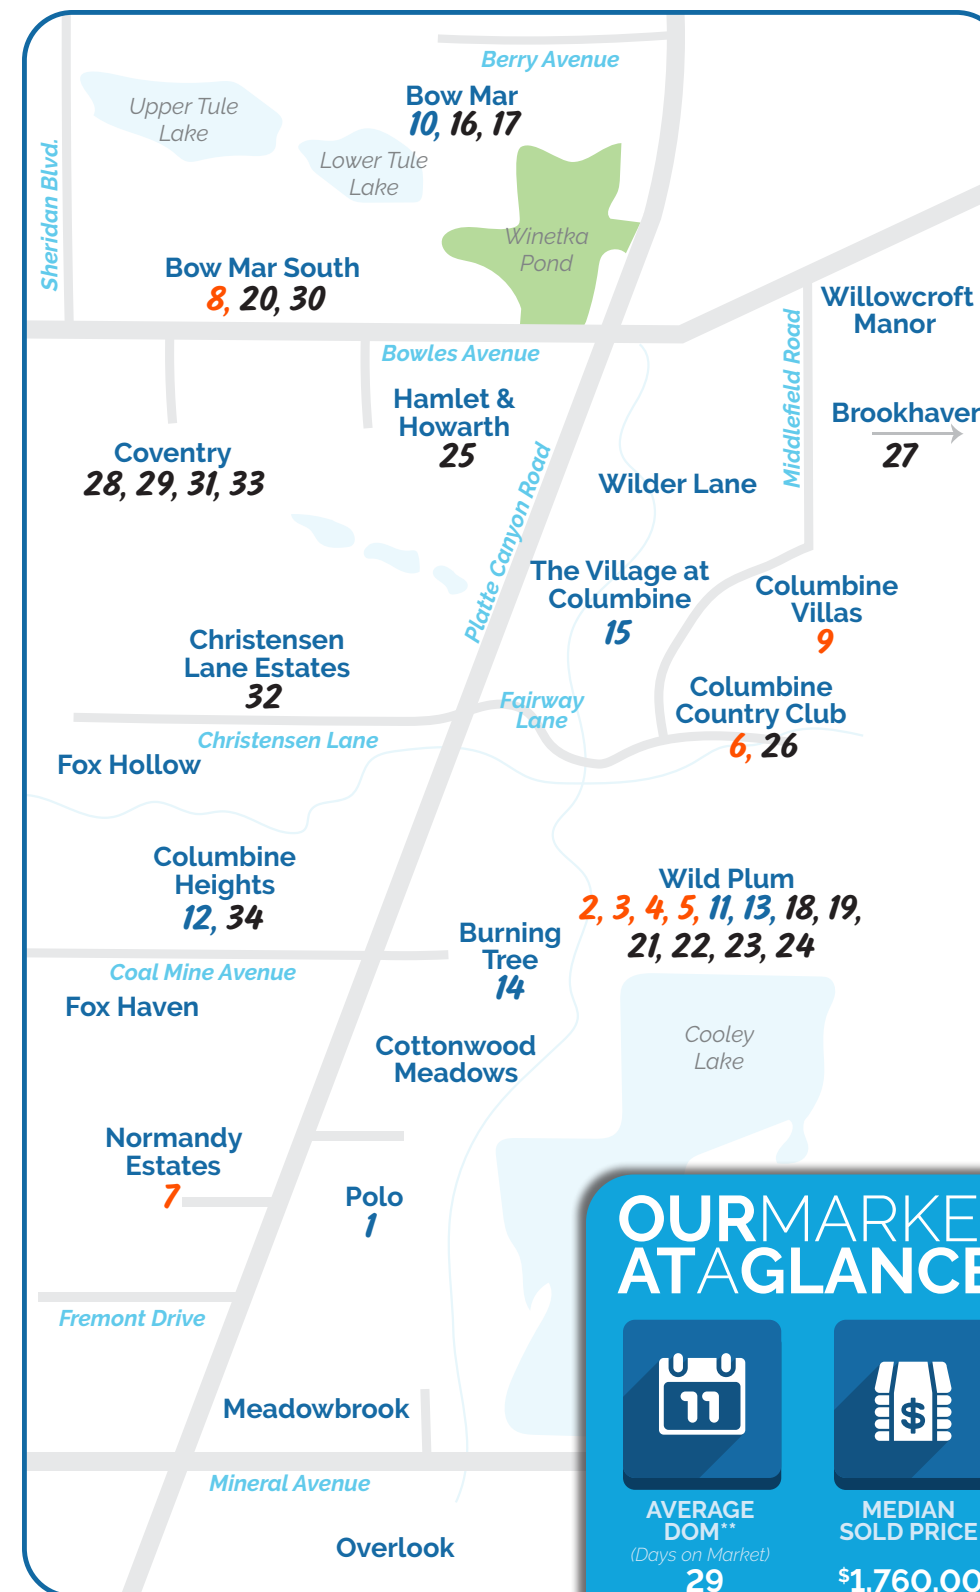 Berry Avenue
Bow Mar
10, 16, 17
Upper Tule
Lake
Lower Tule
Lake
Sheridan Blvd.
Winetka
Pond
Bow Mar South
8, 20, 30
Willowcroft
Manor
Bowles Avenue
Middlefield Road
Hamlet &
Howarth
25
Brookhaven
27
Coventry
28, 29, 31, 33
Platte Canyon Road
Wilder Lane
The Village at
Columbine
15
Columbine
Villas
9
Christensen
Lane Estates
32
Fairway
Lane
Columbine
Country Club
6, 26
Christensen Lane
Fox Hollow
Columbine
Heights
12, 34
Wild Plum
2, 3, 4, 5, 11, 13, 18, 19,
21, 22, 23, 24
Burning
Tree
14
Coal Mine Avenue
Fox Haven
Cottonwood
Meadows
Cooley
Lake
Normandy
Estates
7
Polo
1
Fremont Drive
Meadowbrook
Mineral Avenue
Overlook
OURMARKE
ATAGLANCE
11
$
AVERAGE
DOM**
(Days on Market)
29
MEDIAN
SOLD PRICE
$1,760,00